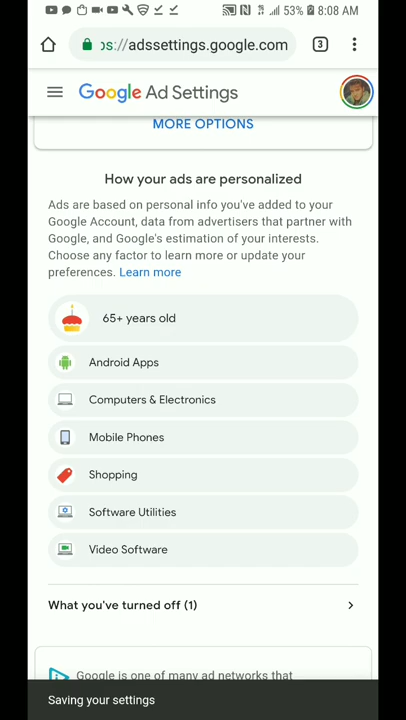 53% 8:08 AM
ps://adssettings.google.com
3
Google Ad Settings
MORE OPTIONS
How your ads are personalized
Ads are based on personal info you've added to your
Google Account, data from advertisers that partner with
Google, and Google's estimation of your interests.
Choose any factor to learn more or update your
preferences. Learn more
65+ years old
Android Apps
Computers & Electronics
Mobile Phones
Shopping
Software Utilities
Video Software
What you've turned off (1)
Google is one of many ad networks that
Saving your settings